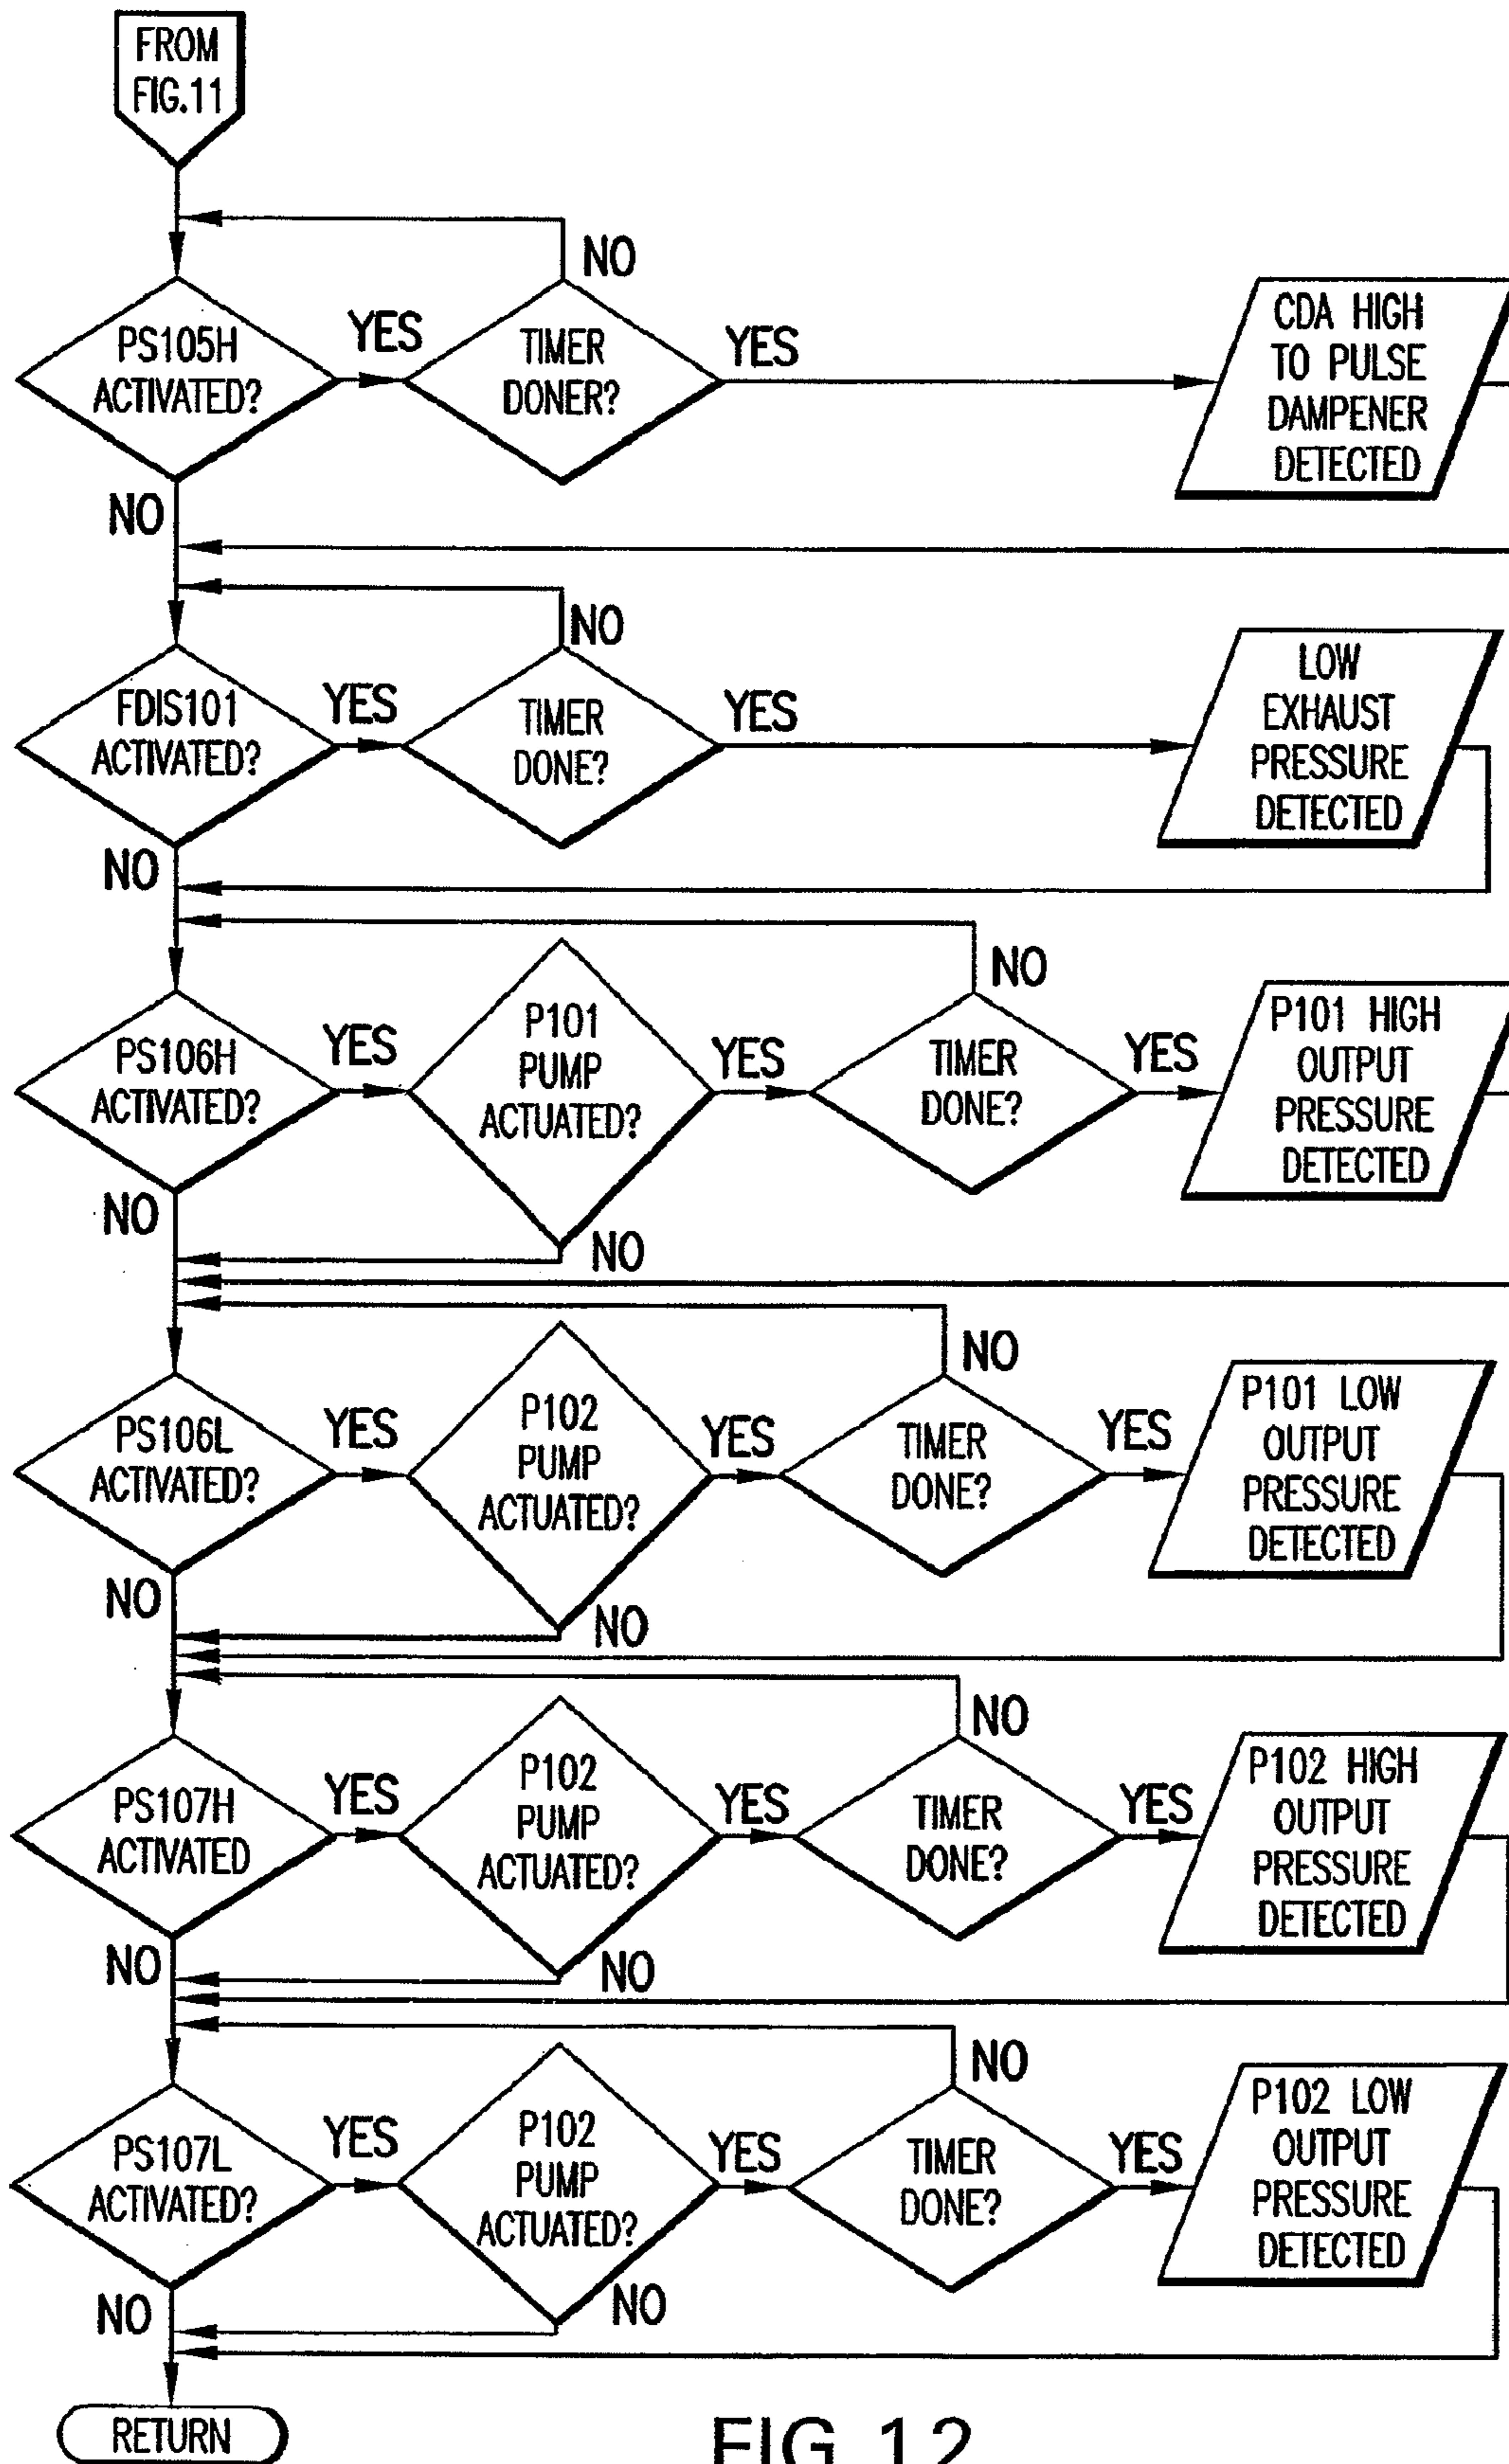 FROM
FIG.11
NO
PS105H
ACTIVATED?
YES
TIMER
DONER?
YES
CDA HIGH
TO PULSE
DAMPENER
DETECTED
NO
NO
FDIS101
ACTIVATED?
YES
TIMER
DONE?
YES
LOW
EXHAUST
PRESSURE
DETECTED
NO
NO
PS106H
ACTIVATED?
YES
P101
PUMP
ACTUATED?
YES
TIMER
DONE?
YES
P101 HIGH
OUTPUT
PRESSURE
DETECTED
NO
NO
NO
PS106L
ACTIVATED?
YES
P102
PUMP
ACTUATED?
YES
TIMER
DONE?
YES
P101 LOW
OUTPUT
PRESSURE
DETECTED
NO
NO
NO
PS107H
ACTIVATED
YES
P102
PUMP
ACTUATED?
YES
TIMER
DONE?
YES
P102 HIGH
OUTPUT
PRESSURE
DETECTED
NO
NO
NO
PS107L
ACTIVATED?
YES
P102
PUMP
ACTUATED?
YES
TIMER
DONE?
YES
P102 LOW
OUTPUT
PRESSURE
DETECTED
NO
NO
RETURN
FIG.12